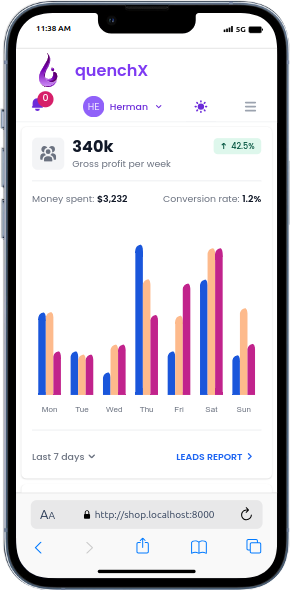 11:38 AM 5G
quenchX
0 HE Herman
340k ↑ 42.5%
Gross profit per week
Money spent: $3,232 Conversion rate: 1.2%
Mon Tue Wed Thu Fri Sat Sun
Last 7 days LEADS REPORT
AA http://shop.localhost:8000